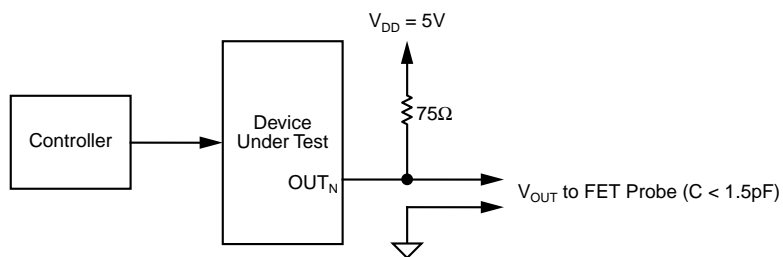 V_DD = 5V
75Ω
Controller
Device
Under Test
OUT_N
V_OUT to FET Probe (C < 1.5pF)